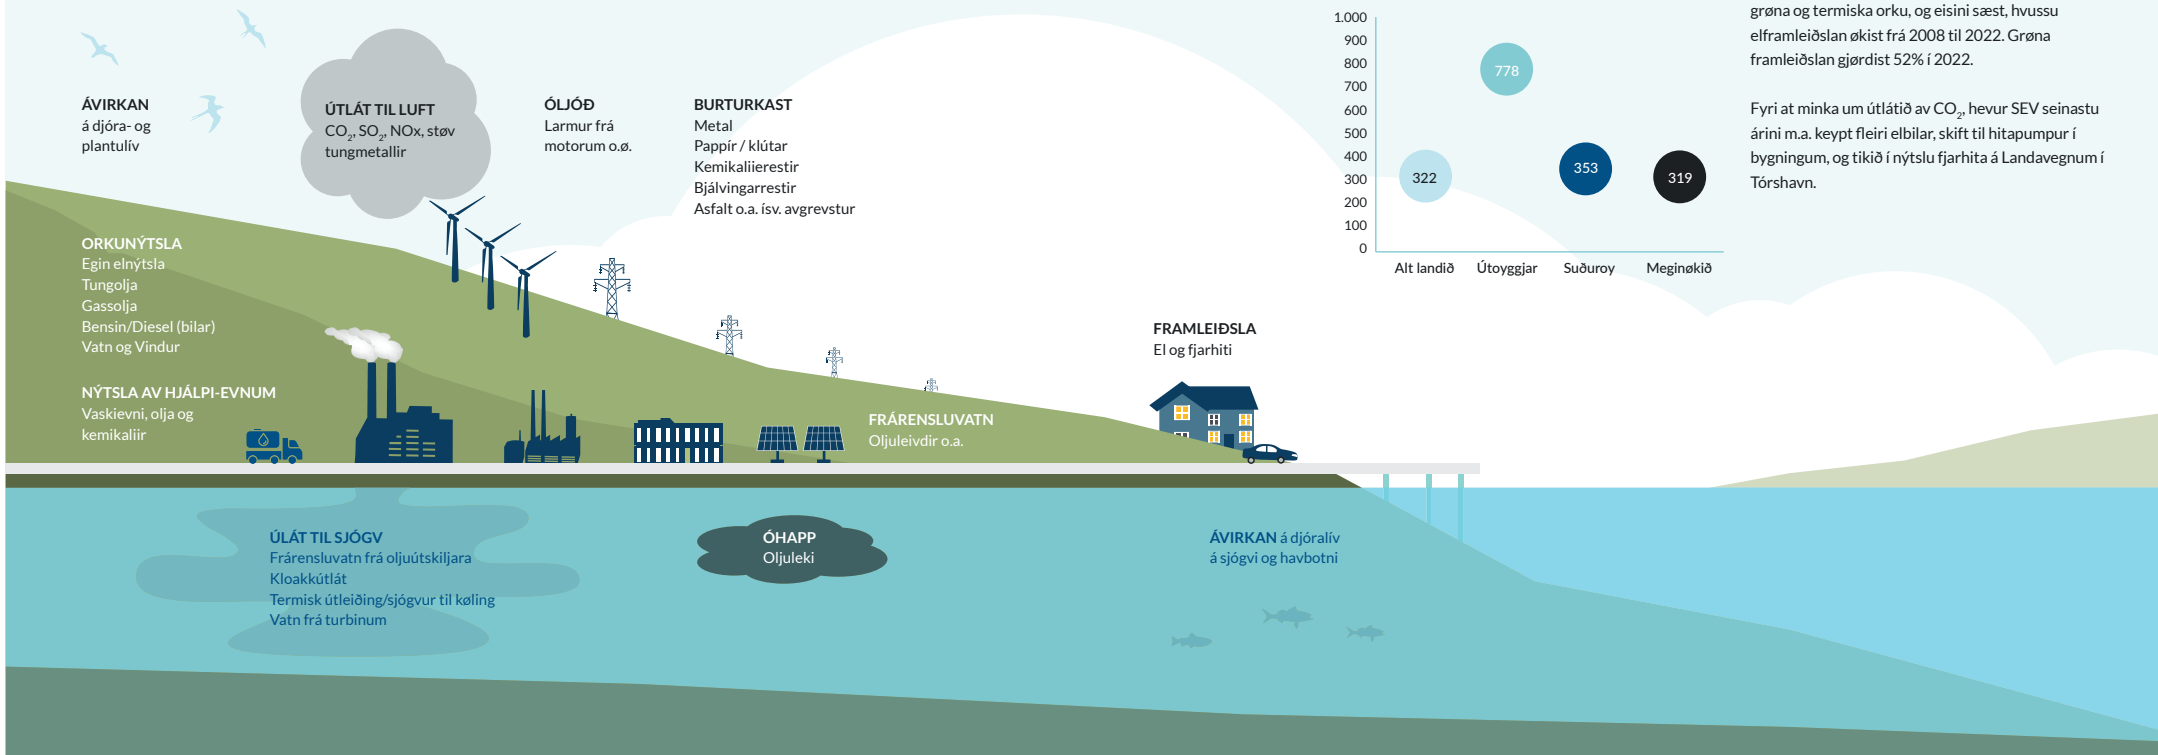 ÁVIRKAN
á djóra- og
plantulív
ÚTLÁT TIL LUFT
CO₂, SO₂, NOx, støv
tungmetallir
ÓLJÓÐ
Larmur frá
motorum o.ø.
BURTURKAST
Metal
Pappír / klútar
Kemikaliierestir
Bjálvingarrestir
Asfalt o.a. ísv. avgrevstur
ORKUNÝTSLA
Egin elnýtsla
Tungolja
Gassolja
Bensin/Diesel (bilar)
Vatn og Vindur
NÝTSLA AV HJÁLPI-EVNUM
Vaskievni, olja og
kemikaliir
FRÁRENSLUVATN
Oljuleivdir o.a.
FRAMLEIÐSLA
El og fjarhiti
ÚLÁT TIL SJÓGV
Frárensluvatn frá oljuútskiljara
Kloakkútlát
Termisk útleiðing/sjógvur til køling
Vatn frá turbinum
ÓHAPP
Oljuleki
ÁVIRKAN á djóralív
á sjógvi og havbotni
1.000
900
800
700
600
500
400
300
200
100
0
322
778
353
319
Alt landið
Útoyggjar
Suðuroy
Meginøkið
grøna og termiska orku, og eisini sæst, hvussu
elframleiðslan økist frá 2008 til 2022. Grøna
framleiðslan gjørdist 52% í 2022.
Fyri at minka um útlátið av CO₂, hevur SEV seinastu
árini m.a. keypt fleiri elbilar, skift til hitapumpur í
bygningum, og tikið í nýtslu fjarhita á Landavegnum í
Tórshavn.